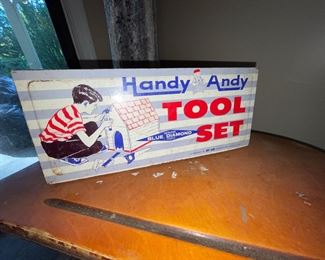 Handy Andy
TOOL
BLUE DIAMOND
SET